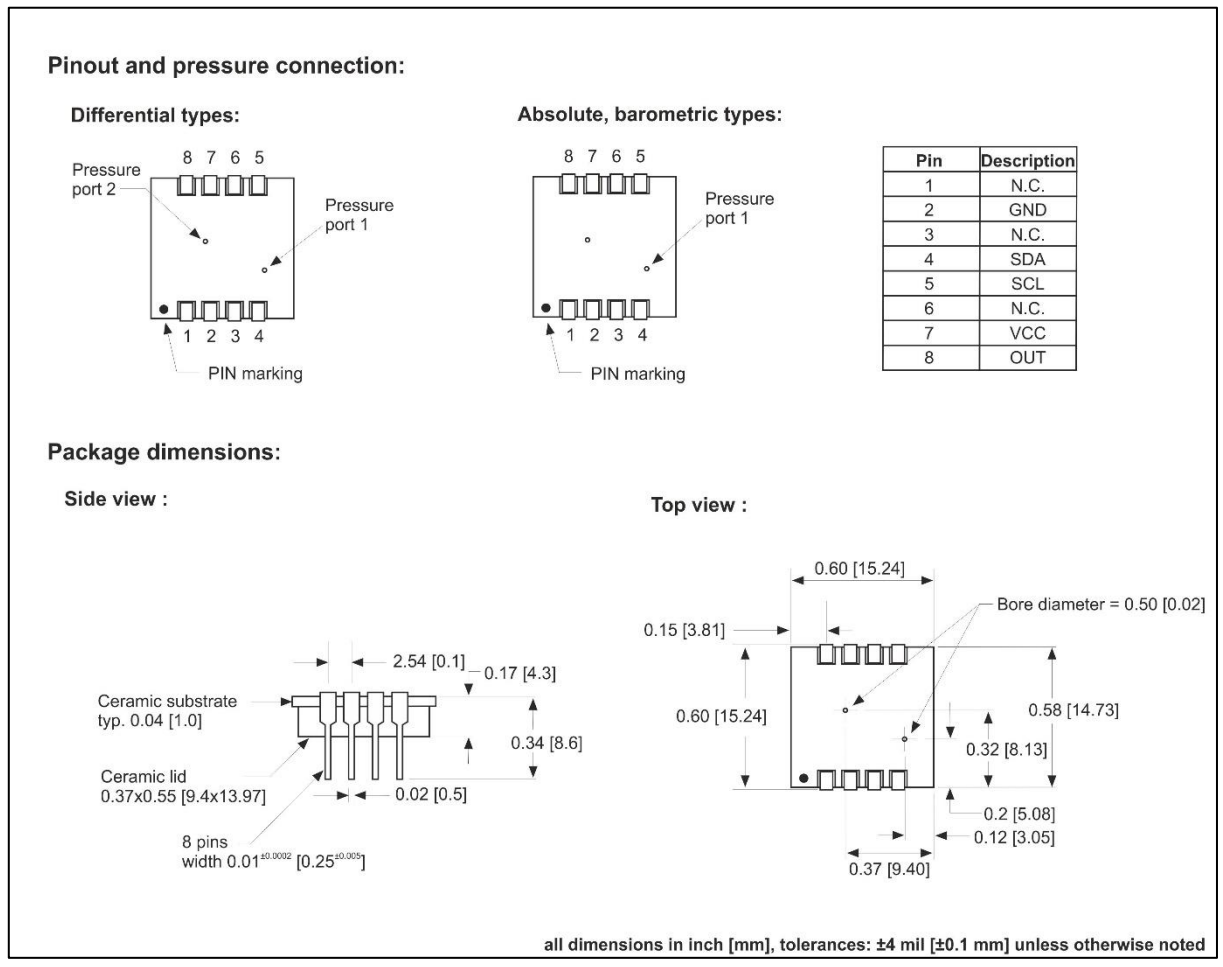 Pinout and pressure connection:
Differential types:
8 7 6 5
Pressure
port 2
Pressure
port 1
1 2 3 4
PIN marking
Absolute, barometric types:
8 7 6 5
Pressure
port 1
1 2 3 4
PIN marking
Pin Description
1 N.C.
2 GND
3 N.C.
4 SDA
5 SCL
6 N.C.
7 VCC
8 OUT
Package dimensions:
Side view :
2.54 [0.1]
0.17 [4.3]
Ceramic substrate
typ. 0.04 [1.0]
0.34 [8.6]
Ceramic lid
0.37x0.55 [9.4x13.97]
0.02 [0.5]
8 pins
width 0.01±0.0002 [0.25±0.005]
Top view :
0.60 [15.24]
Bore diameter = 0.50 [0.02]
0.15 [3.81]
0.60 [15.24]
0.58 [14.73]
0.32 [8.13]
0.2 [5.08]
0.12 [3.05]
0.37 [9.40]
all dimensions in inch [mm], tolerances: ±4 mil [±0.1 mm] unless otherwise noted